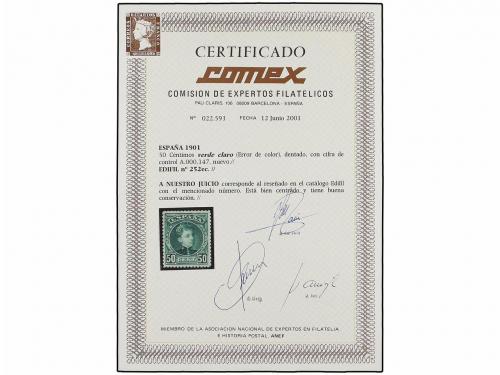 CERTIFICADO
comex
COMISION DE EXPERTOS FILATELICOS
PAU CLARIS, 106 08009 BARCELONA - ESPAÑA
Nº 022.593 FECHA 12 Junio 2001
ESPAÑA 1901
50 Céntimos verde claro (Error de color), dentado, con cifra de
control A.000.147, nuevo.//
EDIFIL nº 252ec. //
A NUESTRO JUICIO corresponde al reseñado en el catálogo Edifil
con el mencionado número. Está bien centrado y tiene buena
conservación. //
50 50
MIEMBRO DE LA ASOCIACION NACIONAL DE EXPERTOS EN FILATELIA
E HISTORIA POSTAL, ANEF